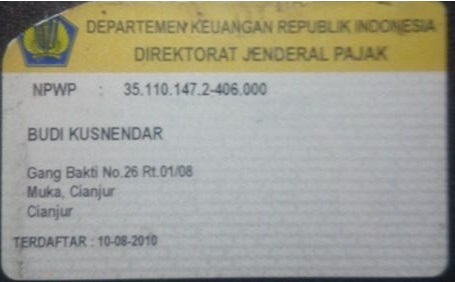 DEPARTEMEN KEUANGAN REPUBLIK INDONESIA
DIREKTORAT JENDERAL PAJAK
NPWP : 35.110.147.2-406.000
BUDI KUSNENDAR
Gang Bakti No.26 Rt.01/08
Muka, Cianjur
Cianjur
TERDAFTAR : 10-08-2010